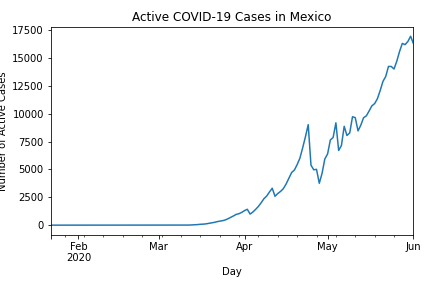 Active COVID-19 Cases in Mexico
17500
15000
12500
10000
7500
5000
2500
0
Number of Active Cases
Feb
2020
Mar
Apr
May
Jun
Day